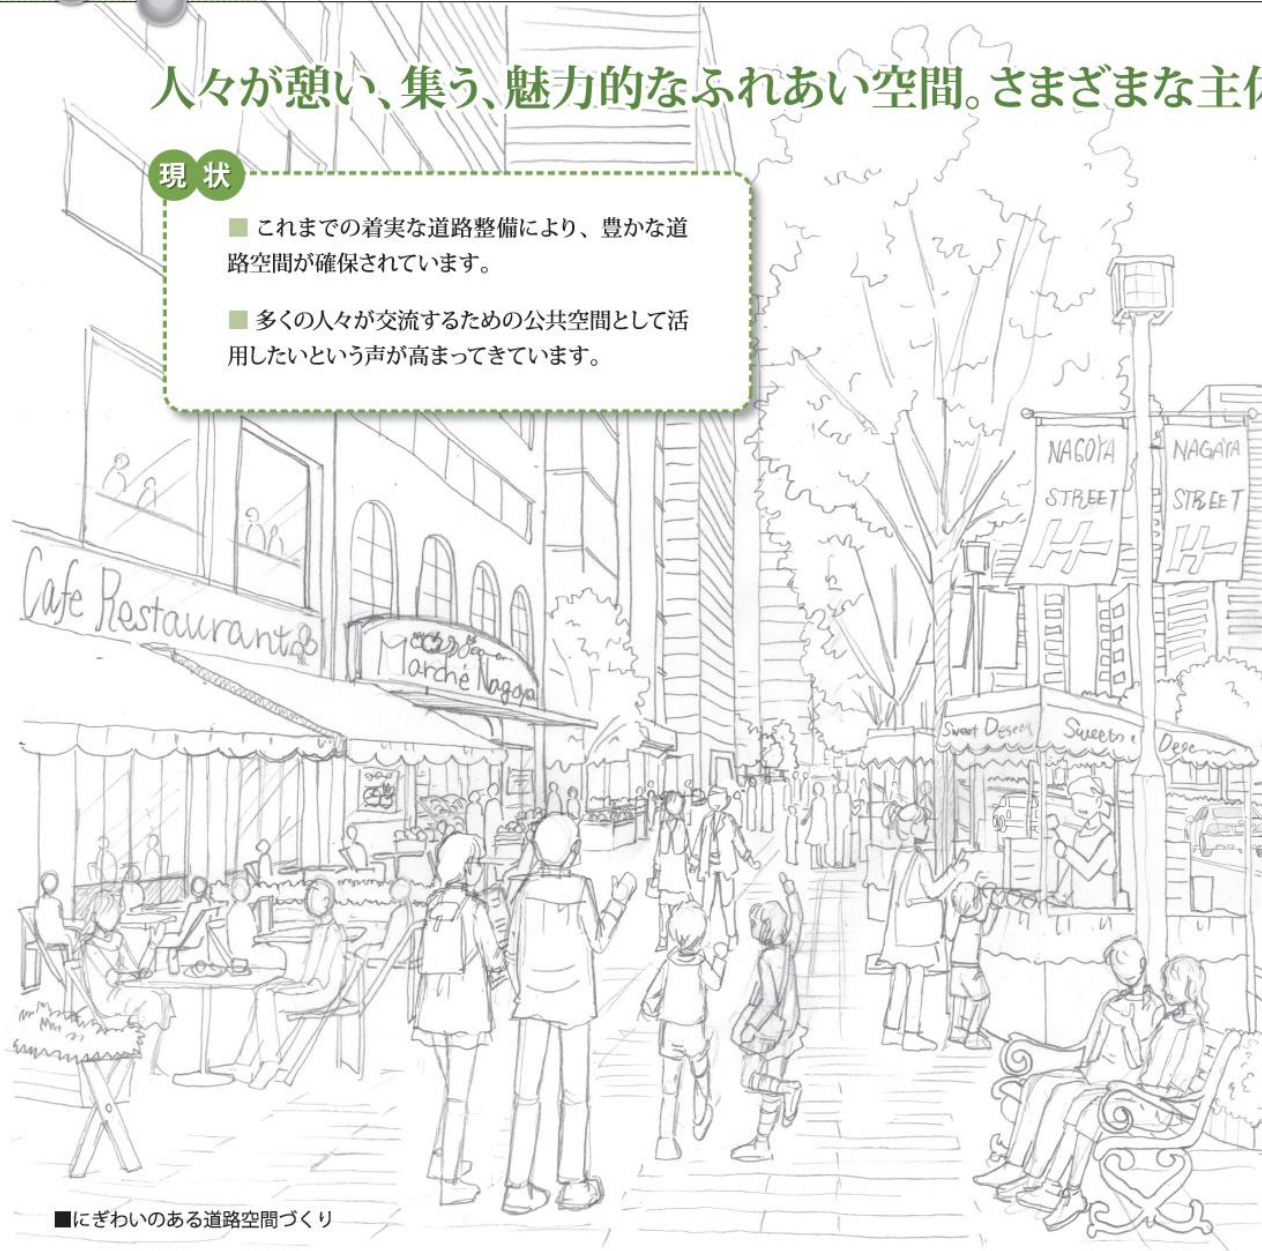 人々が憩い、集う、魅力的なふれあい空間。さまざまな主体
現状
■ これまでの着実な道路整備により、豊かな道
路空間が確保されています。
■ 多くの人々が交流するための公共空間として活
用したいという声が高まってきています。
NAGOYA
STREET
NAGAYA
STREET
Cafe Restaurant
Marché Nagoya
Sweet
Sweets
■にぎわいのある道路空間づくり